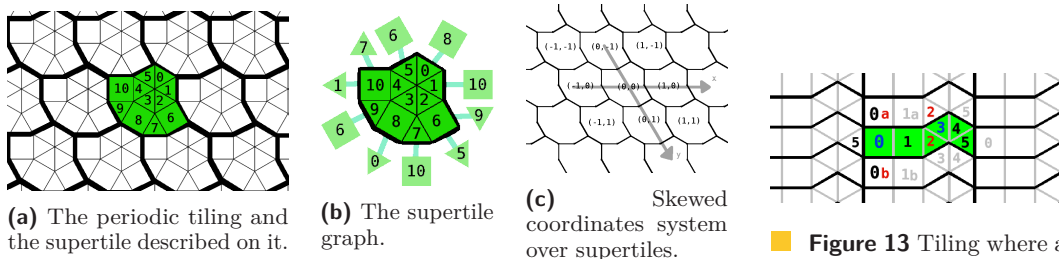 5 0
10 4 1
9 3 2 6
8 7
(a) The periodic tiling and
the supertile described on it.
6 8
7
5 0
1 10 4 1 10
9 3 2
6 8 7 6 9
0 10 5
(b) The supertile
graph.
(-1,-1) (0,-1) (1,-1)
(-1,0) (0,0) (1,0) x
(-1,1) (0,1) (1,1)
y
(c) Skewed
coordinates system
over supertiles.
0a 1a 2 5
5 0 1 2 3 4 5 0
0b 1b 3 4
Figure 13 Tiling where a